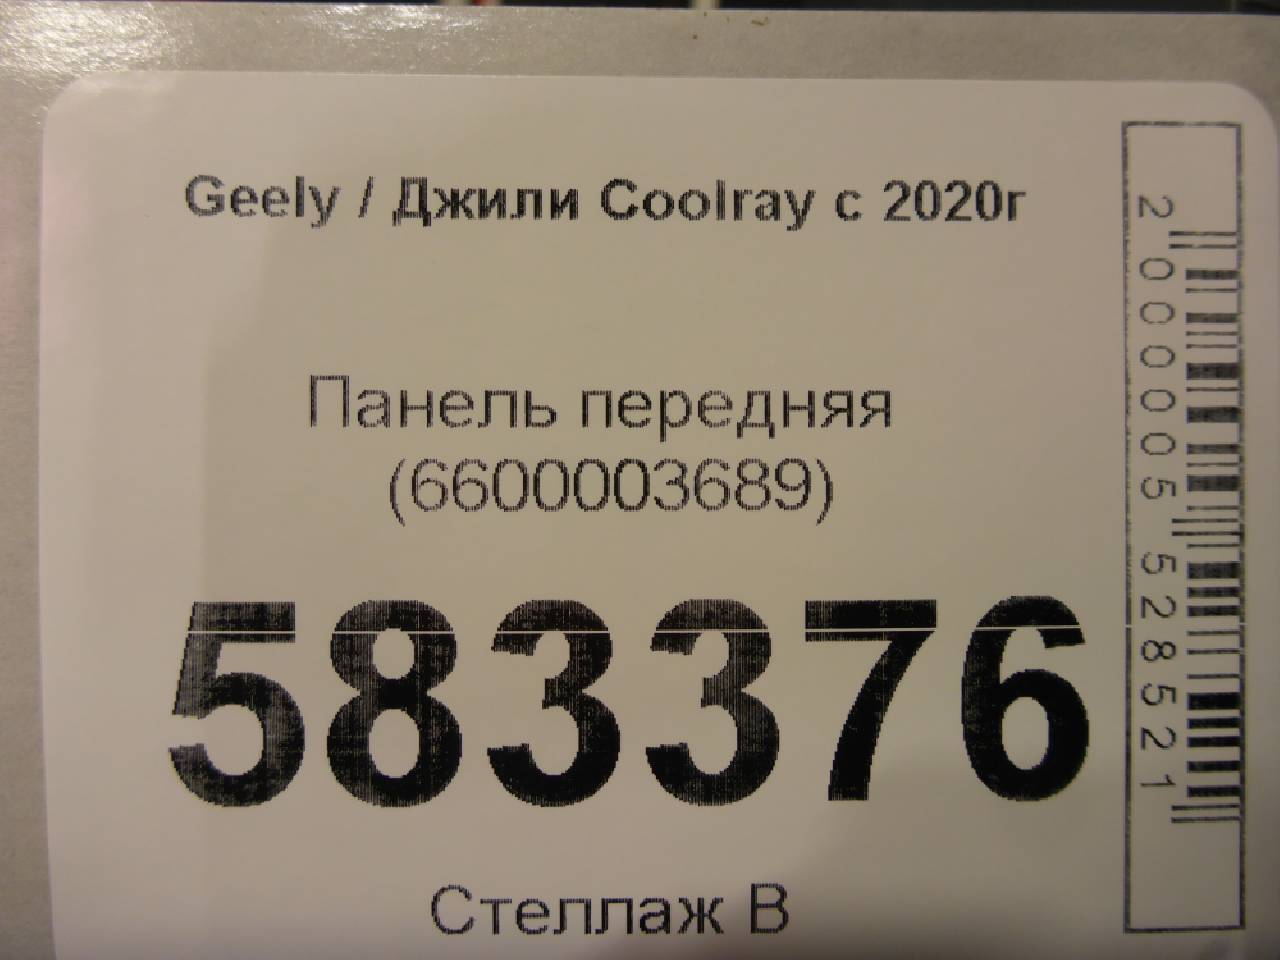 Geely / Джили Coolray с 2020г
Панель передняя
(6600003689)
583376
Стеллаж В
2000005528521